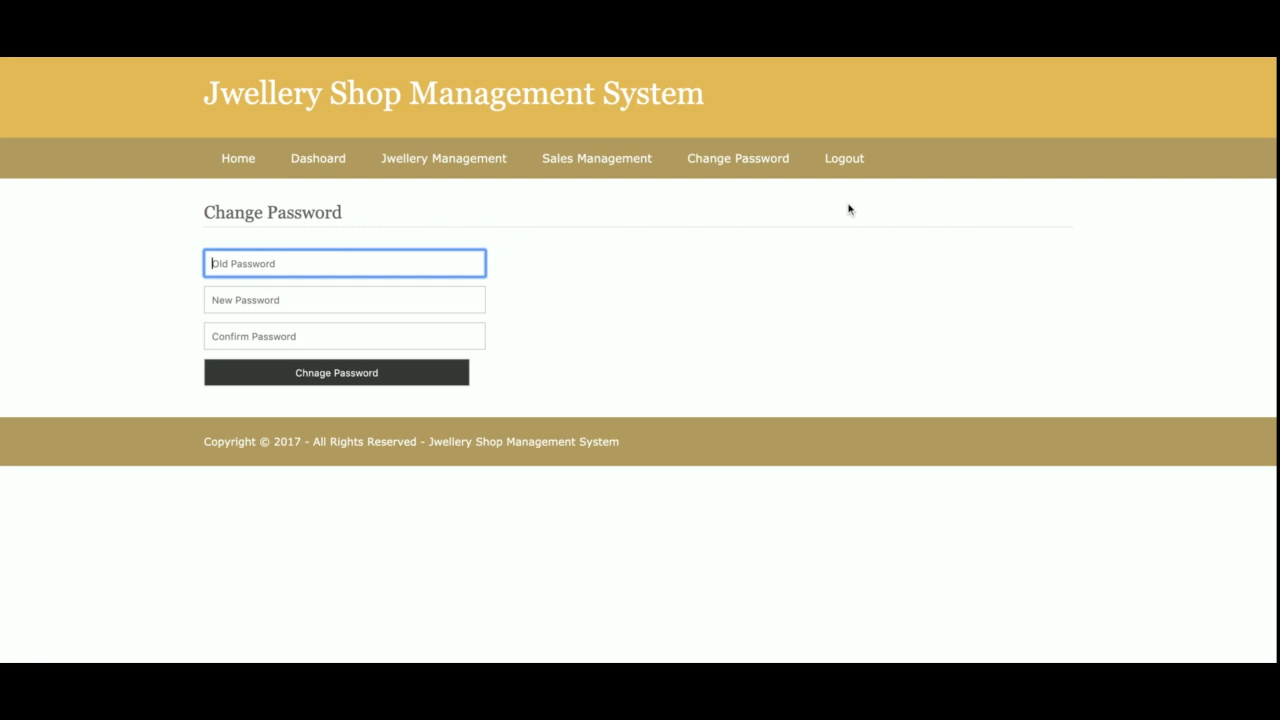 Jwellery Shop Management System
Home Dashoard Jwellery Management Sales Management Change Password Logout
Change Password
Old Password
New Password
Confirm Password
Chnage Password
Copyright © 2017 - All Rights Reserved - Jwellery Shop Management System